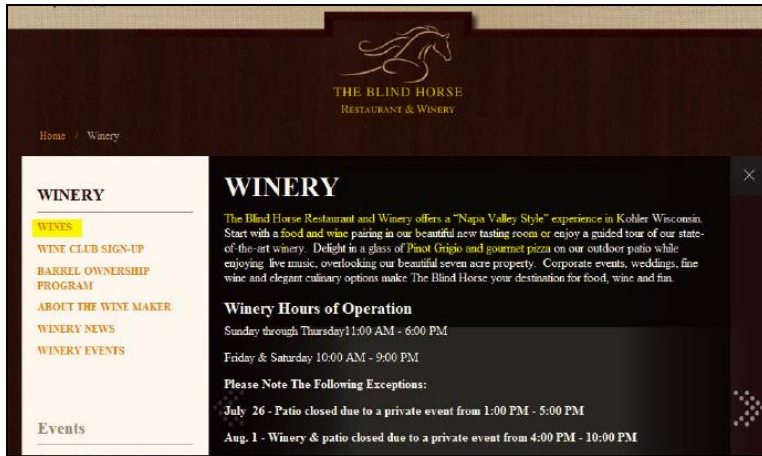 THE BLIND HORSE
RESTAURANT & WINERY
Home / Winery
WINERY
WINES
WINE CLUB SIGN-UP
BARREL OWNERSHIP
PROGRAM
ABOUT THE WINE MAKER
WINERY NEWS
WINERY EVENTS
Events
WINERY
The Blind Horse Restaurant and Winery offers a “Napa Valley Style” experience in Kohler Wisconsin.
Start with a food and wine pairing in our beautiful new tasting room or enjoy a guided tour of our state-
of-the-art winery. Delight in a glass of Pinot Grigio and gourmet pizza on our outdoor patio while
enjoying live music, overlooking our beautiful seven acre property. Corporate events, weddings, fine
wine and elegant culinary options make The Blind Horse your destination for food, wine and fun.
Winery Hours of Operation
Sunday through Thursday11:00 AM - 6:00 PM
Friday & Saturday 10:00 AM - 9:00 PM
Please Note The Following Exceptions:
July 26 - Patio closed due to a private event from 1:00 PM - 5:00 PM
Aug. 1 - Winery & patio closed due to a private event from 4:00 PM - 10:00 PM